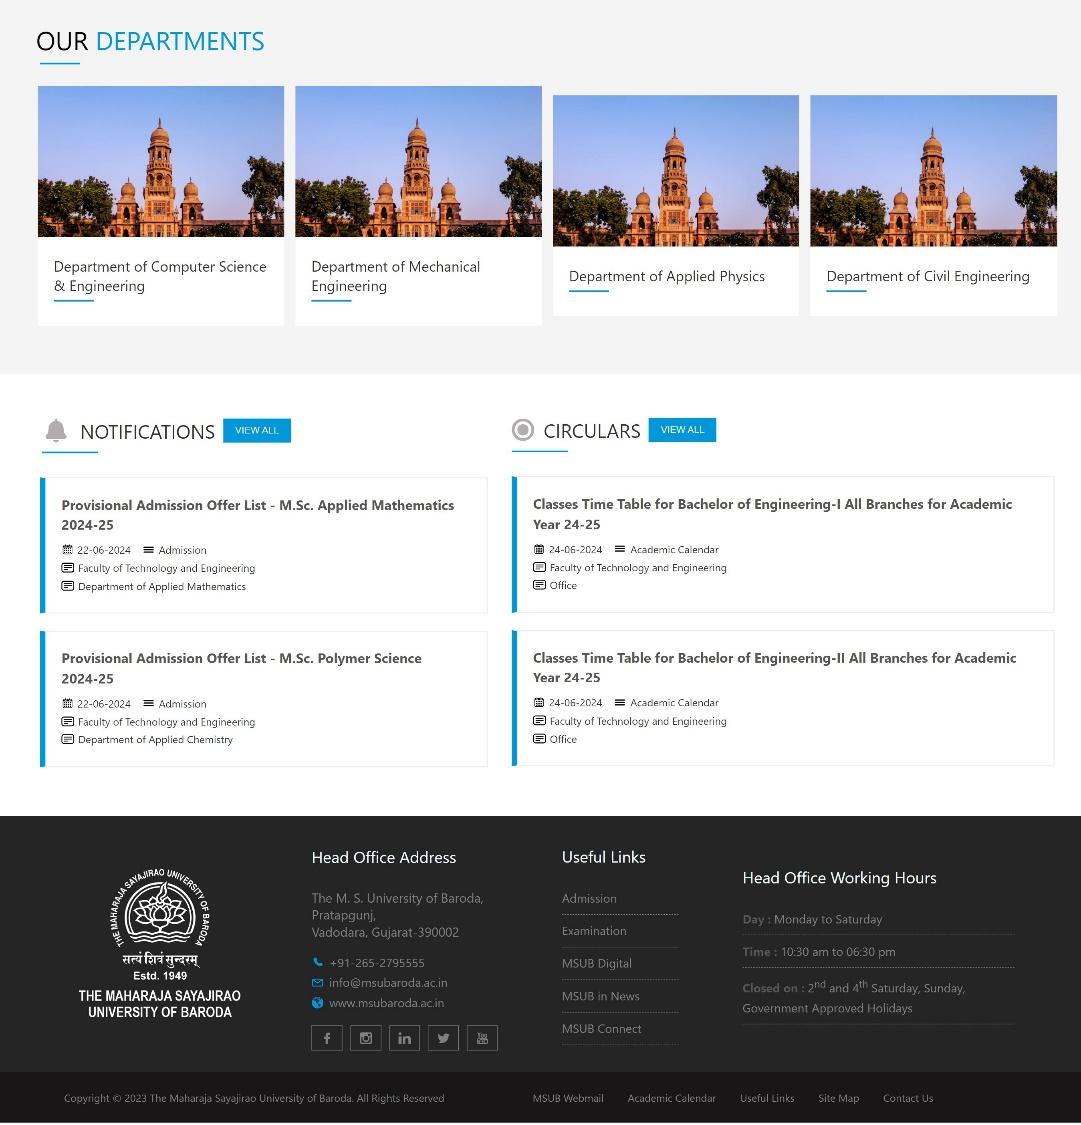 OUR DEPARTMENTS
Department of Computer Science
& Engineering
Department of Mechanical
Engineering
Department of Applied Physics
Department of Civil Engineering
NOTIFICATIONS
VIEW ALL
Provisional Admission Offer List - M.Sc. Applied Mathematics
2024-25
22-06-2024 Admission
Faculty of Technology and Engineering
Department of Applied Mathematics
Provisional Admission Offer List - M.Sc. Polymer Science
2024-25
22-06-2024 Admission
Faculty of Technology and Engineering
Department of Applied Chemistry
CIRCULARS
VIEW ALL
Classes Time Table for Bachelor of Engineering-I All Branches for Academic
Year 24-25
24-06-2024 Academic Calendar
Faculty of Technology and Engineering
Office
Classes Time Table for Bachelor of Engineering-II All Branches for Academic
Year 24-25
24-06-2024 Academic Calendar
Faculty of Technology and Engineering
Office
THE MAHARAJA SAYAJIRAO UNIVERSITY OF BARODA
सत्यं शिवं सुन्दरम्
Estd. 1949
THE MAHARAJA SAYAJIRAO
UNIVERSITY OF BARODA
Head Office Address
The M. S. University of Baroda,
Pratapgunj,
Vadodara, Gujarat-390002
+91-265-2795555
info@msubaroda.ac.in
www.msubaroda.ac.in
Useful Links
Admission
Examination
MSUB Digital
MSUB in News
MSUB Connect
Head Office Working Hours
Day : Monday to Saturday
Time : 10:30 am to 06:30 pm
Closed on : 2nd and 4th Saturday, Sunday,
Government Approved Holidays
Copyright © 2023 The Maharaja Sayajirao University of Baroda. All Rights Reserved
MSUB Webmail Academic Calendar Useful Links Site Map Contact Us